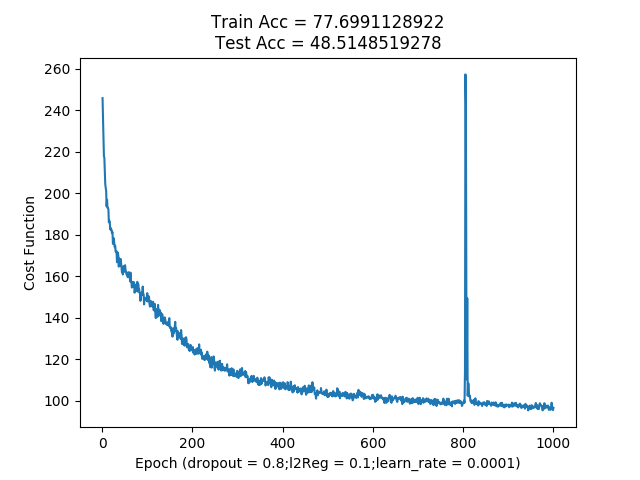 Train Acc = 77.6991128922
Test Acc = 48.5148519278
260
240
220
200
180
160
140
120
100
Cost Function
0 200 400 600 800 1000
Epoch (dropout = 0.8;l2Reg = 0.1;learn_rate = 0.0001)